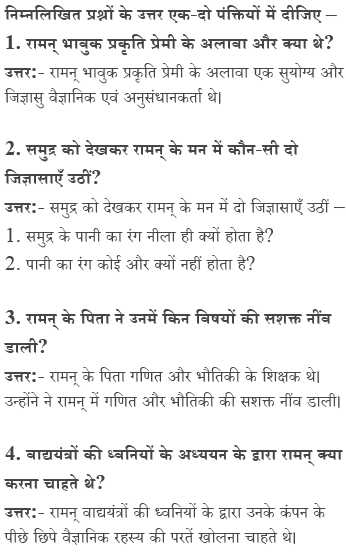 निम्नलिखित प्रश्नों के उत्तर एक-दो पंक्तियों में दीजिए –
1. रामन् भावुक प्रकृति प्रेमी के अलावा और क्या थे?
उत्तर:- रामन् भावुक प्रकृति प्रेमी के अलावा एक सुयोग्य और
जिज्ञासु वैज्ञानिक एवं अनुसंधानकर्ता थे।
2. समुद्र को देखकर रामन् के मन में कौन-सी दो
जिज्ञासाएँ उठीं?
उत्तर:- समुद्र को देखकर रामन् के मन में दो जिज्ञासाएँ उठीं –
1. समुद्र के पानी का रंग नीला ही क्यों होता है?
2. पानी का रंग कोई और क्यों नहीं होता है?
3. रामन् के पिता ने उनमें किन विषयों की सशक्त नींव
डाली?
उत्तर:- रामन् के पिता गणित और भौतिकी के शिक्षक थे।
उन्होंने ने रामन् में गणित और भौतिकी की सशक्त नींव डाली।
4. वाद्ययंत्रों की ध्वनियों के अध्ययन के द्वारा रामन् क्या
करना चाहते थे?
उत्तर:- रामन् वाद्ययंत्रों की ध्वनियों के द्वारा उनके कंपन के
पीछे छिपे वैज्ञानिक रहस्य की परतें खोलना चाहते थे।